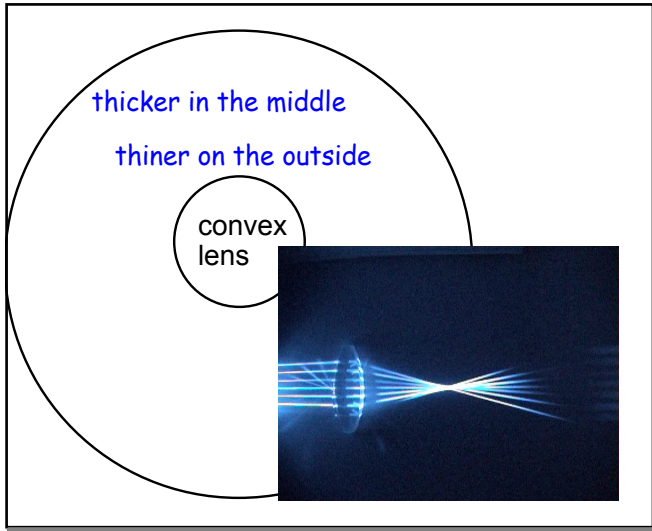 thicker in the middle
thiner on the outside
convex
lens